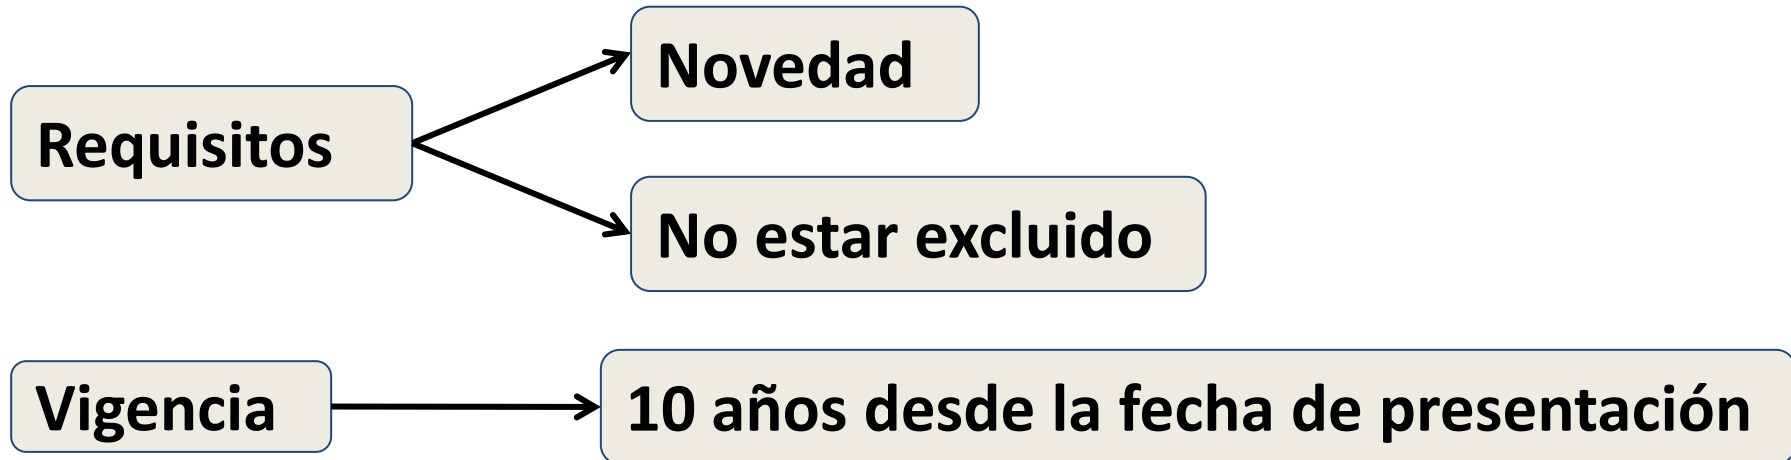 Novedad
Requisitos
No estar excluido
Vigencia
10 años desde la fecha de presentación